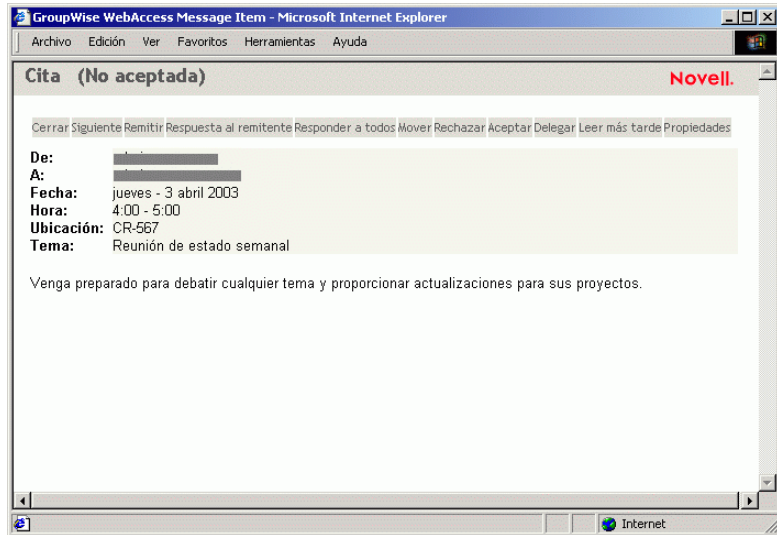 GroupWise WebAccess Message Item - Microsoft Internet Explorer
Archivo Edición Ver Favoritos Herramientas Ayuda
Cita (No aceptada)
Novell.
Cerrar Siguiente Remitir Respuesta al remitente Responder a todos Mover Rechazar Aceptar Delegar Leer más tarde Propiedades
De:
A:
Fecha: jueves - 3 abril 2003
Hora: 4:00 - 5:00
Ubicación: CR-567
Tema: Reunión de estado semanal
Venga preparado para debatir cualquier tema y proporcionar actualizaciones para sus proyectos.
Internet